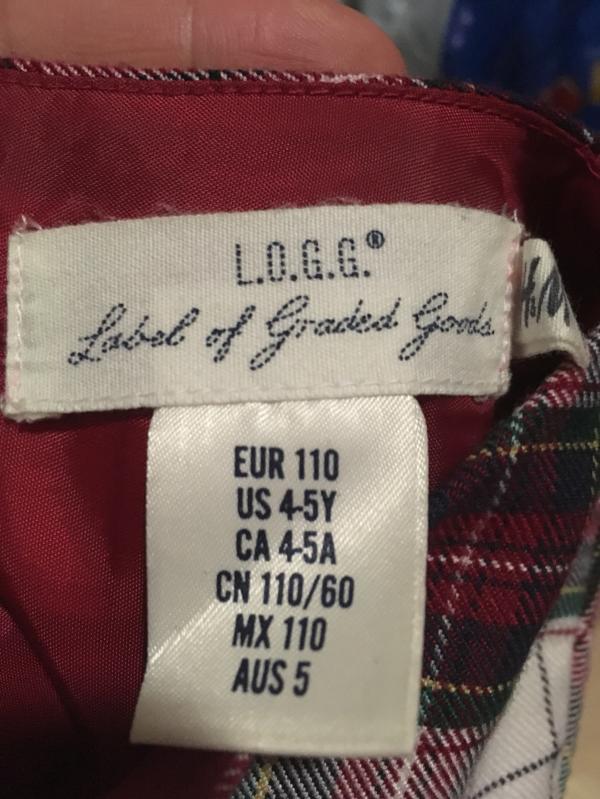 L.O.G.G.®
Label of Graded Goods
H&M
EUR 110
US 4-5Y
CA 4-5A
CN 110/60
MX 110
AUS 5